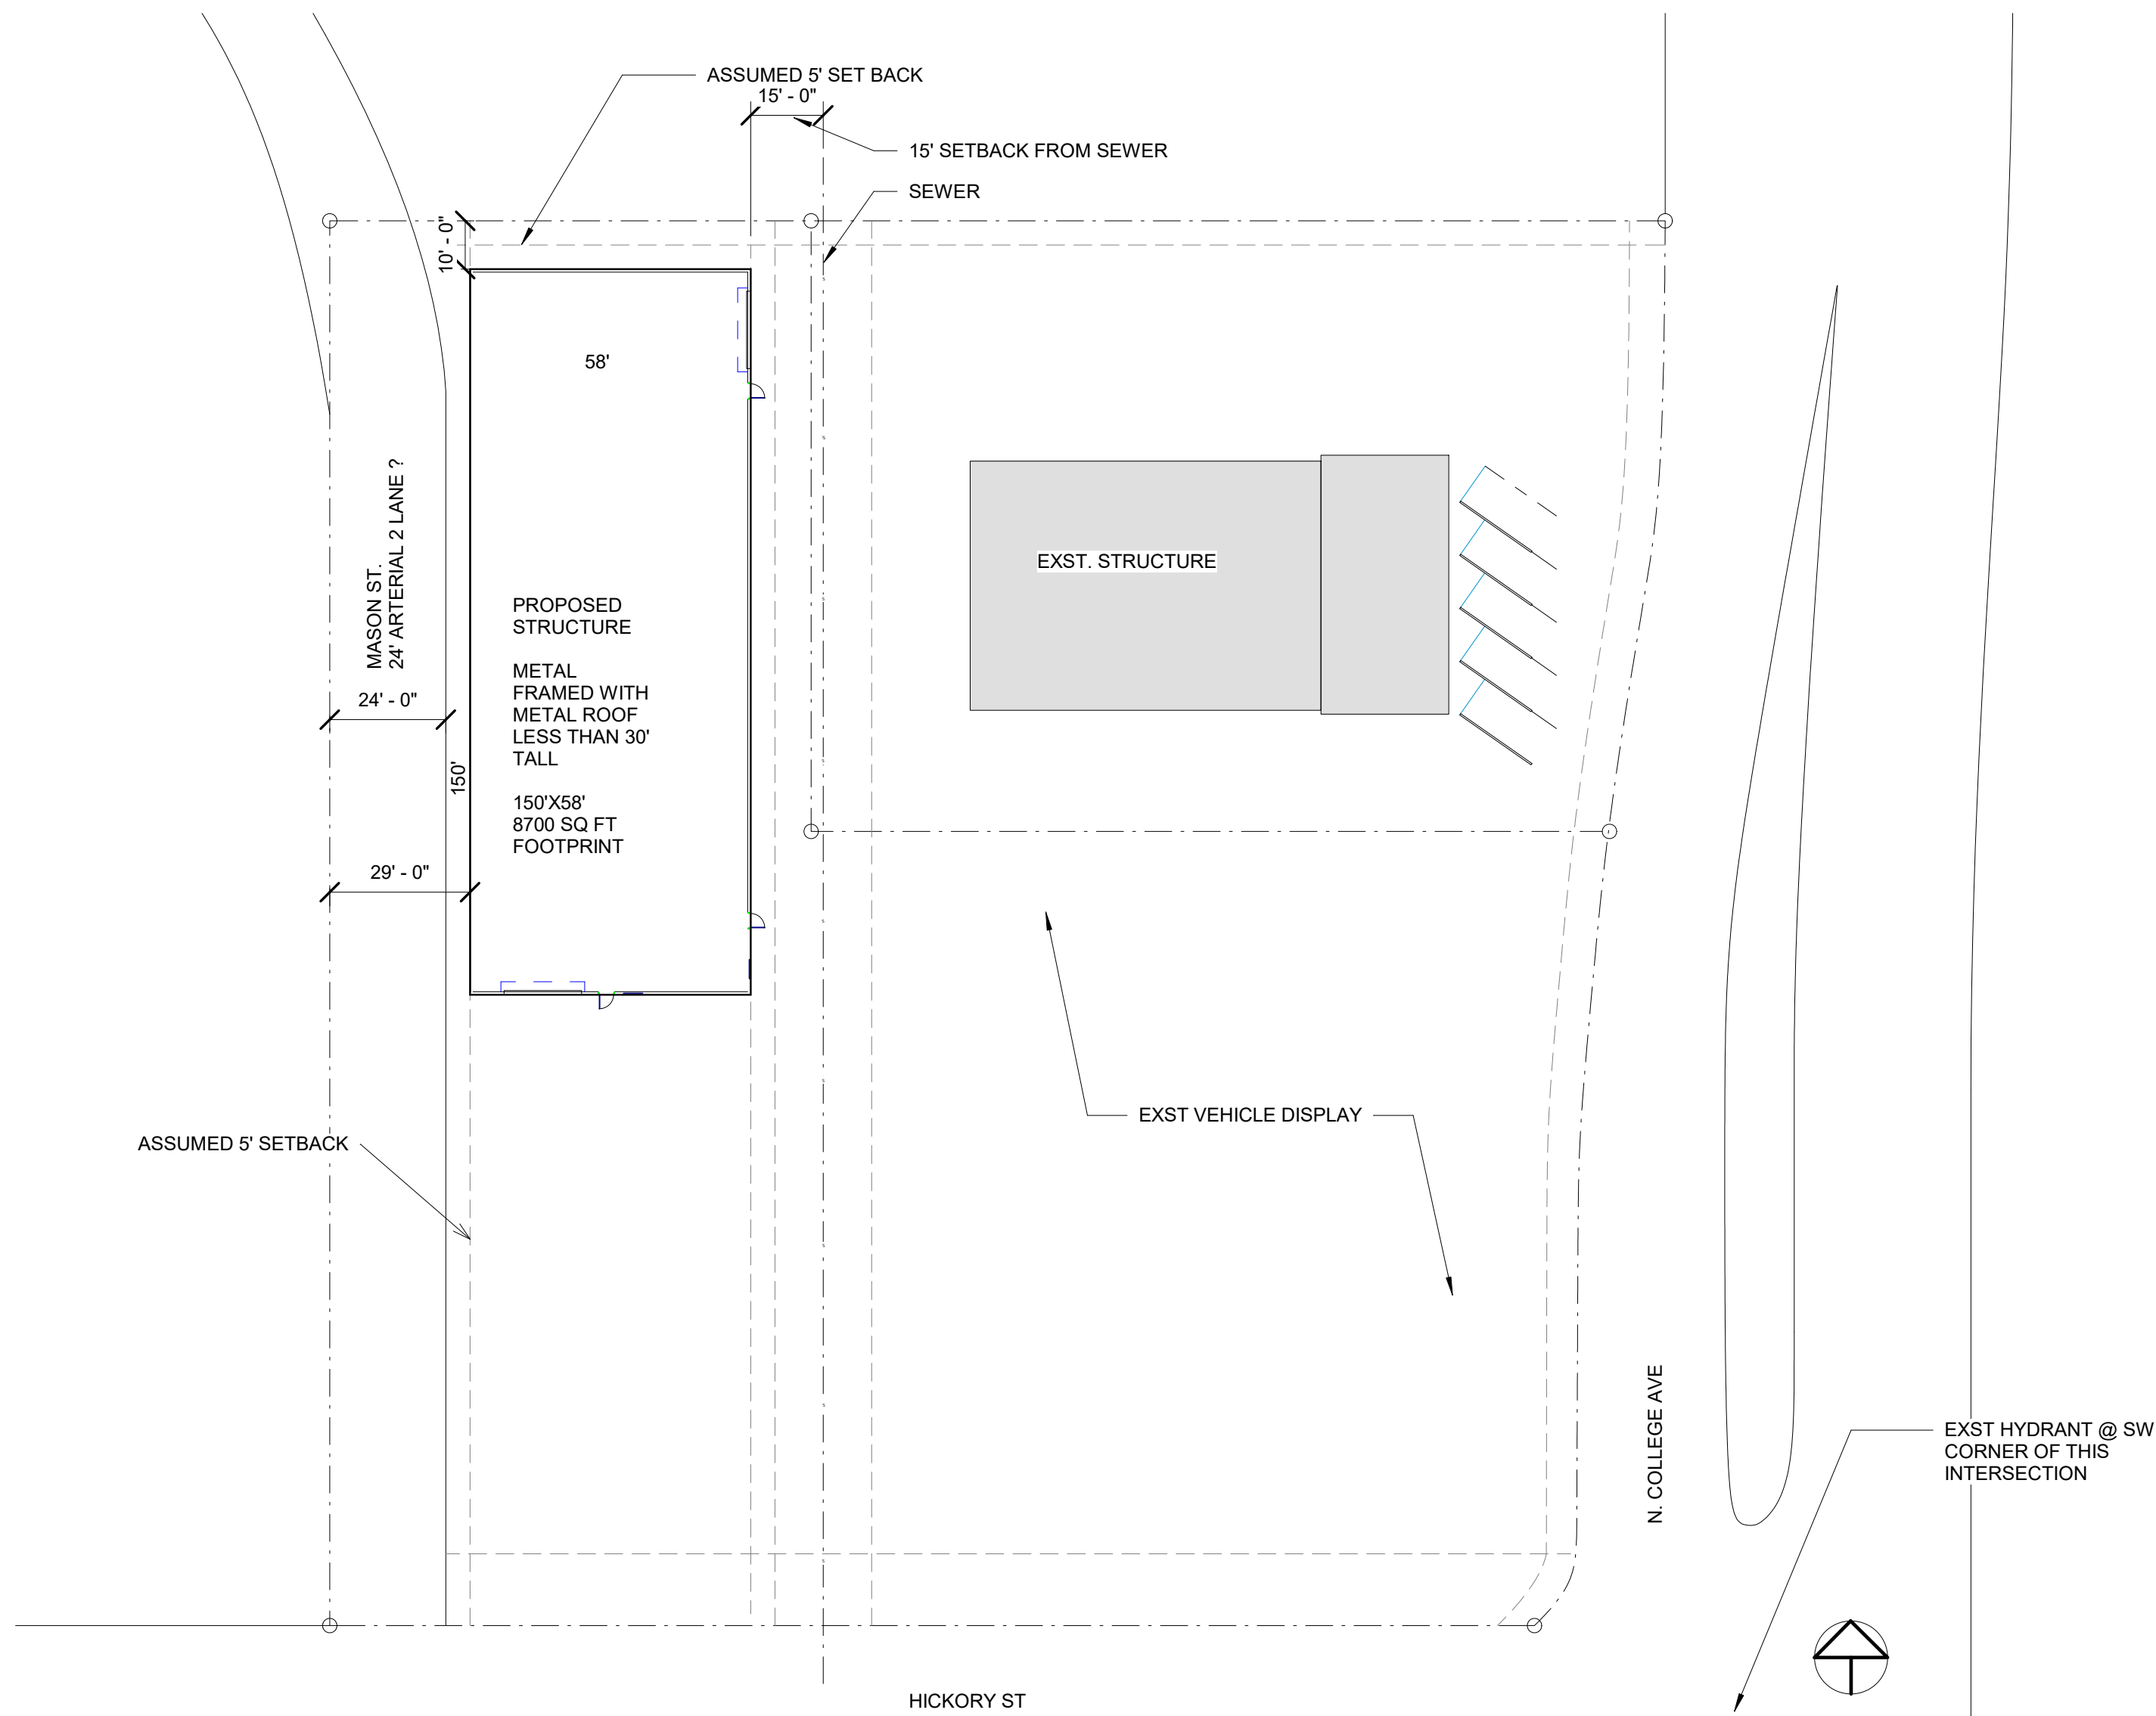 ASSUMED 5' SET BACK
15' - 0"
15' SETBACK FROM SEWER
SEWER
10' - 0"
58'
MASON ST.
24' ARTERIAL 2 LANE ?
EXST. STRUCTURE
PROPOSED
STRUCTURE
METAL
FRAMED WITH
METAL ROOF
LESS THAN 30'
TALL
150'X58'
8700 SQ FT
FOOTPRINT
24' - 0"
150'
29' - 0"
EXST VEHICLE DISPLAY
ASSUMED 5' SETBACK
N. COLLEGE AVE
EXST HYDRANT @ SW
CORNER OF THIS
INTERSECTION
HICKORY ST